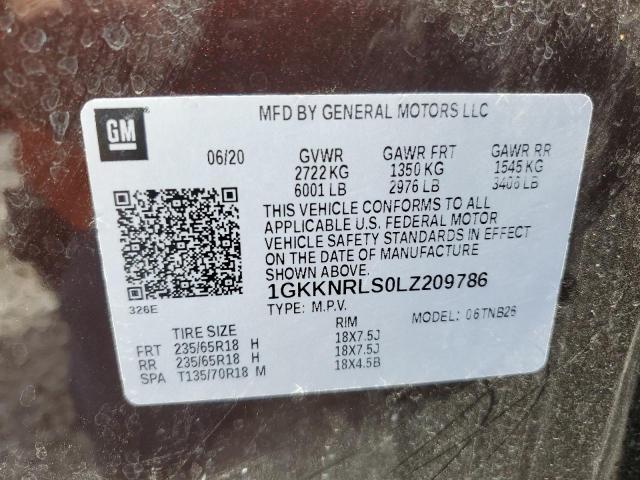 GM
MFD BY GENERAL MOTORS LLC
06/20 GVWR GAWR FRT GAWR RR
2722 KG 1350 KG 1545 KG
6001 LB 2976 LB 3406 LB
THIS VEHICLE CONFORMS TO ALL
APPLICABLE U.S. FEDERAL MOTOR
VEHICLE SAFETY STANDARDS IN EFFECT
ON THE DATE OF MANUFACTURE
SHOWN ABOVE.
1GKKNRLS0LZ209786
326E
TYPE: M.P.V. MODEL: 06TNB26
TIRE SIZE RIM
FRT 235/65R18 H 18X7.5J
RR 235/65R18 H 18X7.5J
SPA T135/70R18 M 18X4.5B